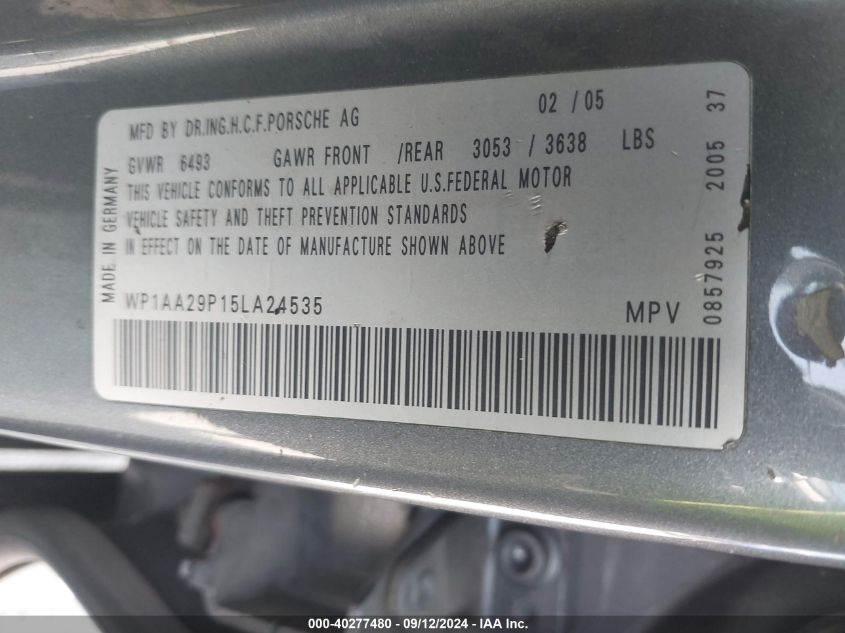 MFD BY DR.ING.H.C.F.PORSCHE AG 02 / 05
GVWR 6493 GAWR FRONT /REAR 3053 / 3638 LBS
THIS VEHICLE CONFORMS TO ALL APPLICABLE U.S.FEDERAL MOTOR
VEHICLE SAFETY AND THEFT PREVENTION STANDARDS
IN EFFECT ON THE DATE OF MANUFACTURE SHOWN ABOVE
WP1AA29P15LA24535 MPV
MADE IN GERMANY
0857925 2005 37
000-40277480 - 09/12/2024 - IAA Inc.